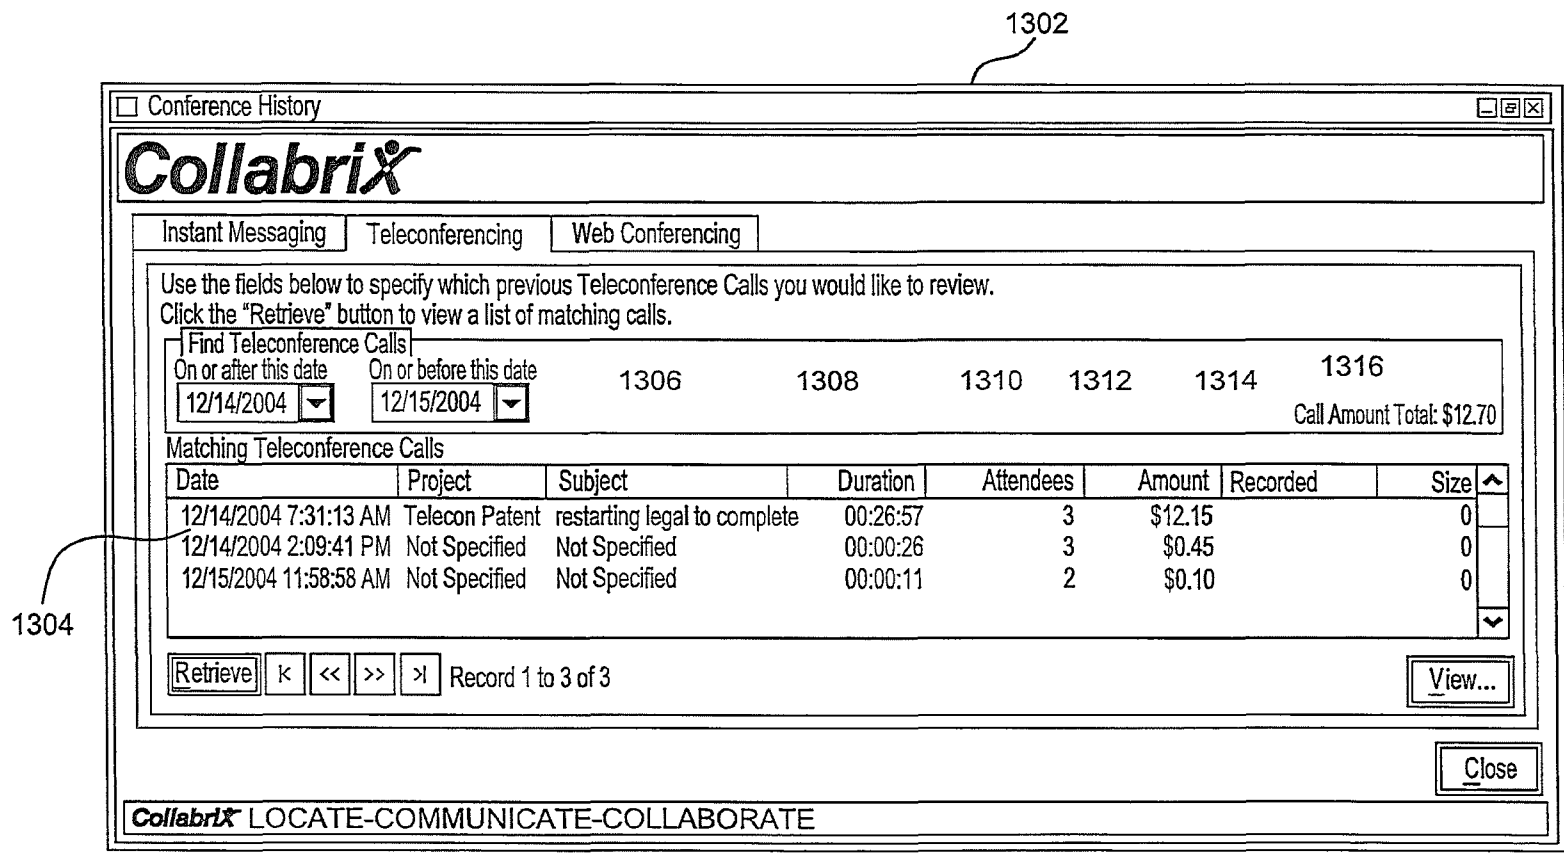 1302
Conference History
Collabrix
Instant Messaging Teleconferencing Web Conferencing
Use the fields below to specify which previous Teleconference Calls you would like to review.
Click the “Retrieve” button to view a list of matching calls.
Find Teleconference Calls
On or after this date On or before this date
1306 1308 1310 1312 1314 1316
12/14/2004 12/15/2004
Call Amount Total: $12.70
Matching Teleconference Calls
Date Project Subject Duration Attendees Amount Recorded Size
12/14/2004 7:31:13 AM Telecon Patent restarting legal to complete 00:26:57 3 $12.15 0
12/14/2004 2:09:41 PM Not Specified Not Specified 00:00:26 3 $0.45 0
12/15/2004 11:58:58 AM Not Specified Not Specified 00:00:11 2 $0.10 0
1304
Retrieve K << >> >| Record 1 to 3 of 3 View...
Close
Collabrix LOCATE-COMMUNICATE-COLLABORATE